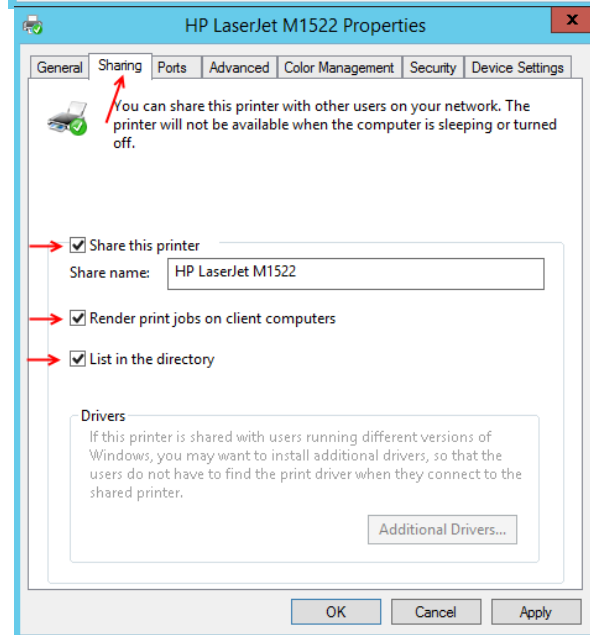 HP LaserJet M1522 Properties
x
General Sharing Ports Advanced Color Management Security Device Settings
You can share this printer with other users on your network. The
printer will not be available when the computer is sleeping or turned
off.
Share this printer
Share name: HP LaserJet M1522
Render print jobs on client computers
List in the directory
Drivers
If this printer is shared with users running different versions of
Windows, you may want to install additional drivers, so that the
users do not have to find the print driver when they connect to the
shared printer.
Additional Drivers...
OK Cancel Apply